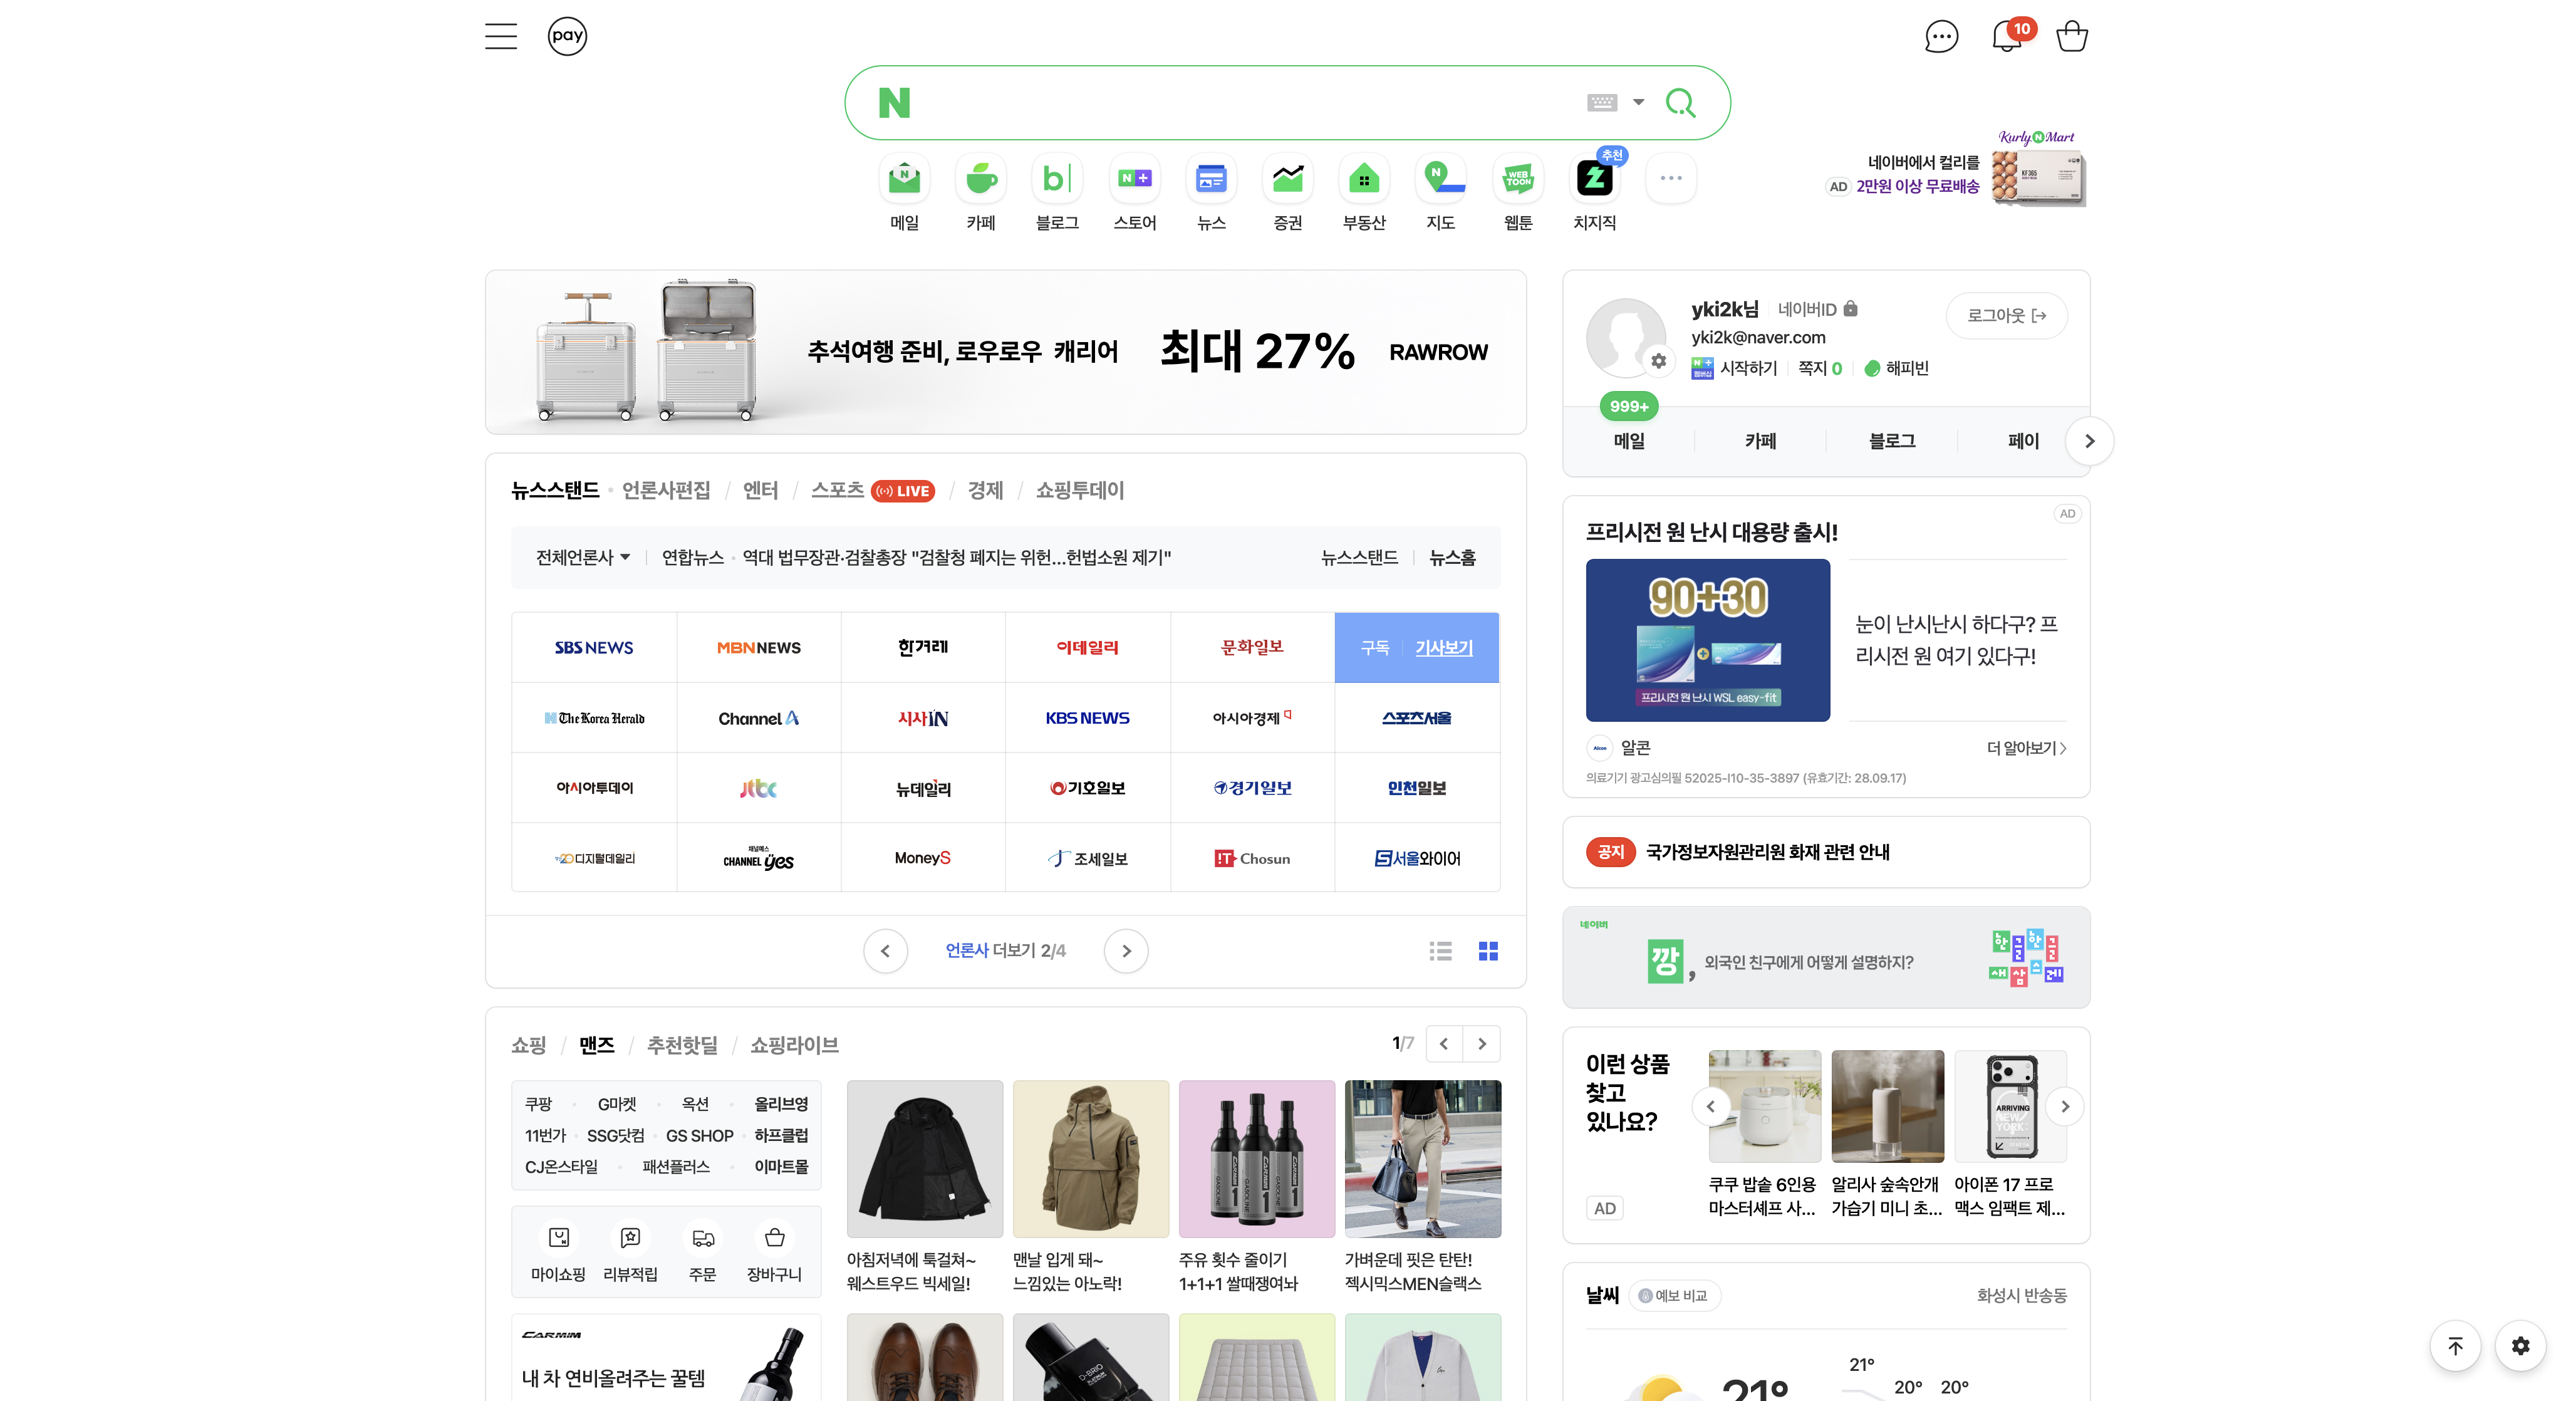 pay
10
N
Kurly N Mart
네이버에서 컬리를
AD 2만원 이상 무료배송
추천
메일 카페 블로그 스토어 뉴스 증권 부동산 지도 웹툰 치지직
추석여행 준비, 로우로우 캐리어 최대 27% RAWROW
yki2k님 네이버ID
로그아웃
yki2k@naver.com
시작하기 쪽지 0 해피빈
999+
메일 카페 블로그 페이
뉴스스탠드 언론사편집 / 엔터 / 스포츠 LIVE / 경제 / 쇼핑투데이
전체언론사 연합뉴스 역대 법무장관·검찰총장 "검찰청 폐지는 위헌...헌법소원 제기" 뉴스스탠드 뉴스홈
SBS NEWS MBN NEWS 한겨레 이데일리 문화일보 구독 기사보기
The Korea Herald Channel A 시사IN KBS NEWS 아시아경제 스포츠서울
아시아투데이 jtbc 뉴데일리 기호일보 경기일보 인천일보
디지털데일리 채널예스 CHANNEL yes MoneyS 조세일보 IT Chosun 서울와이어
언론사 더보기 2/4
AD
프리시전 원 난시 대용량 출시!
90+30
프리시전 원 난시 WSL easy-fit
눈이 난시난시 하다구? 프
리시전 원 여기 있다구!
Alcon 알콘
더 알아보기
의료기기 광고심의필 52025-I10-35-3897 (유효기간: 28.09.17)
공지 국가정보자원관리원 화재 관련 안내
네이버
깡, 외국인 친구에게 어떻게 설명하지?
한글한글
새삼스레
쇼핑 / 맨즈 / 추천핫딜 / 쇼핑라이브
1/7
쿠팡 G마켓 옥션 올리브영
11번가 SSG닷컴 GS SHOP 하프클럽
CJ온스타일 패션플러스 이마트몰
마이쇼핑 리뷰적립 주문 장바구니
아침저녁에 툭걸쳐~
웨스트우드 빅세일!
맨날 입게 돼~
느낌있는 아노락!
주유 횟수 줄이기
1+1+1 쌀때쟁여놔
가벼운데 핏은 탄탄!
젝시믹스MEN슬랙스
CARMIM
내 차 연비올려주는 꿀템
이런 상품
찾고
있나요?
AD
쿠쿠 밥솥 6인용
마스터셰프 사...
알리사 숲속안개
가습기 미니 초...
ARRIVING
NEW
YORK
아이폰 17 프로
맥스 임팩트 제...
날씨 예보 비교
화성시 반송동
21°
21°
20° 20°